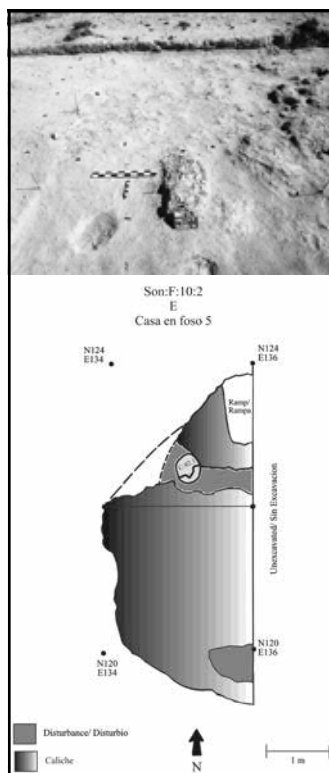 Son:F:10:2
E
Casa en foso 5
N124
E134
N124
E136
Ramp/
Rampa
Unexcavated/ Sin Excavacion
N120
E136
N120
E134
Disturbance/ Disturbio
Caliche
N
1 m